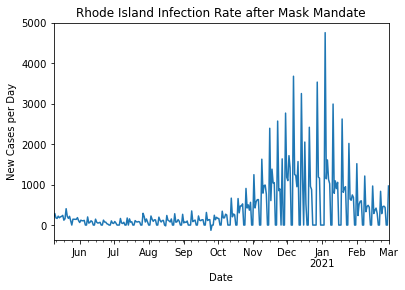 Rhode Island Infection Rate after Mask Mandate
New Cases per Day
5000
4000
3000
2000
1000
0
Jun Jul Aug Sep Oct Nov Dec Jan Feb Mar
2021
Date